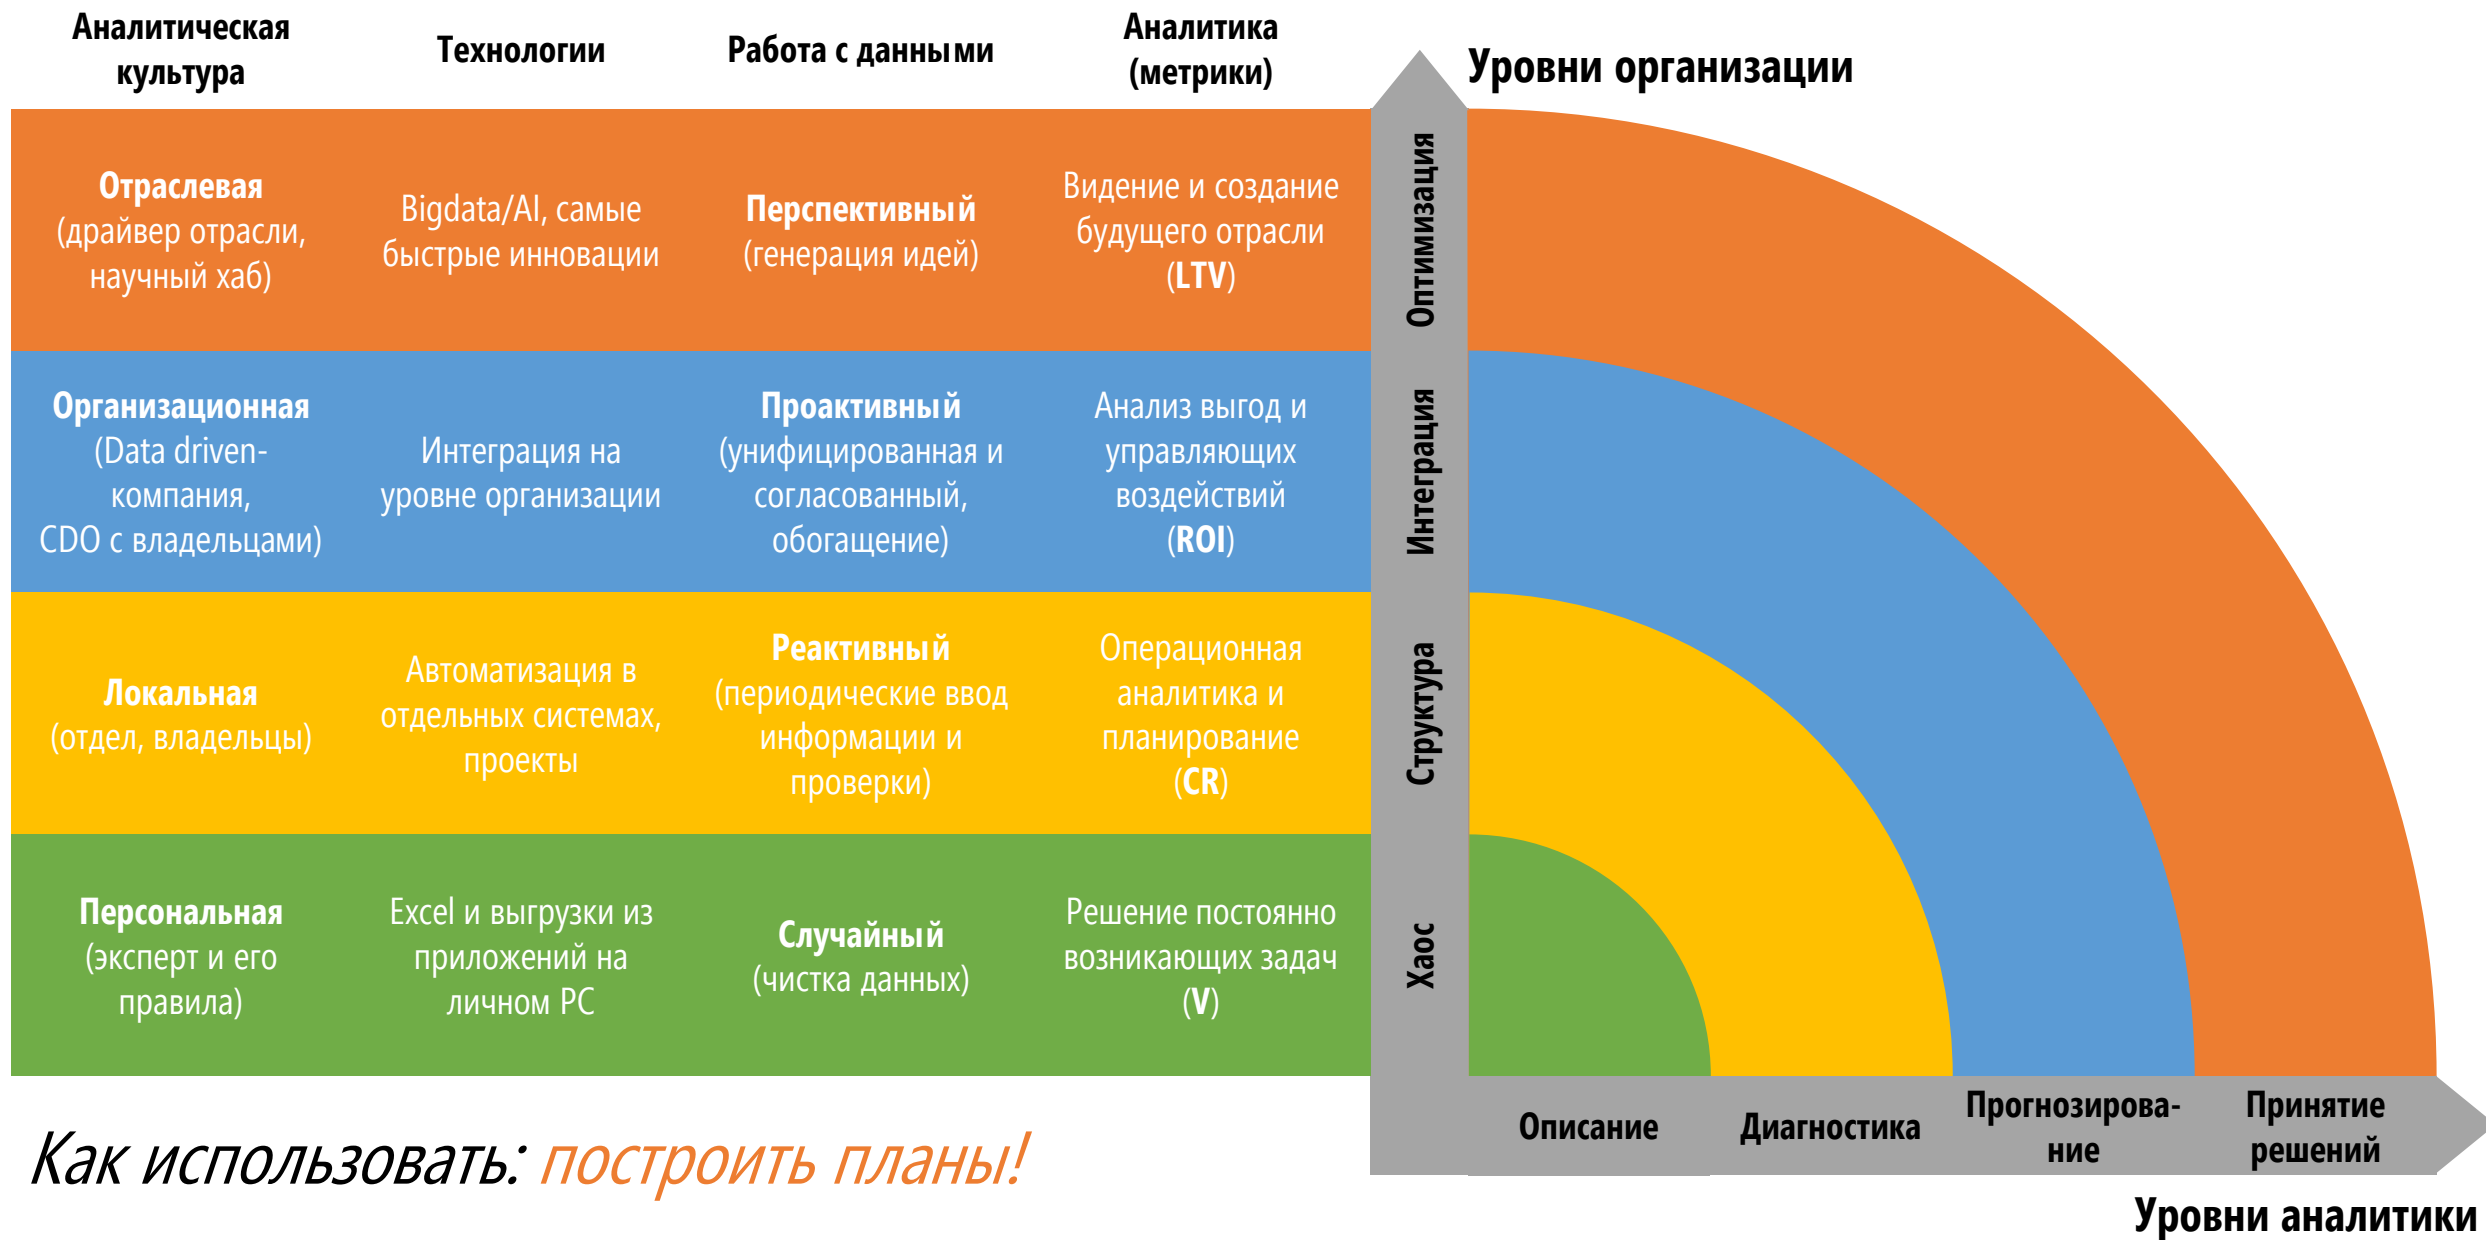 Аналитическая
культура
Технологии
Работа с данными
Аналитика
(метрики)
Уровни организации
Отраслевая
(драйвер отрасли,
научный хаб)
Bigdata/AI, самые
быстрые инновации
Перспективный
(генерация идей)
Видение и создание
будущего отрасли
(LTV)
Оптимизация
Организационная
(Data driven-
компания,
CDO с владельцами)
Интеграция на
уровне организации
Проактивный
(унифицированная и
согласованный,
обогащение)
Анализ выгод и
управляющих
воздействий
(ROI)
Интеграция
Локальная
(отдел, владельцы)
Автоматизация в
отдельных системах,
проекты
Реактивный
(периодические ввод
информации и
проверки)
Операционная
аналитика и
планирование
(CR)
Структура
Персональная
(эксперт и его
правила)
Excel и выгрузки из
приложений на
личном PC
Случайный
(чистка данных)
Решение постоянно
возникающих задач
(V)
Хаос
Описание
Диагностика
Прогнозирова-
ние
Принятие
решений
Как использовать: построить планы!
Уровни аналитики